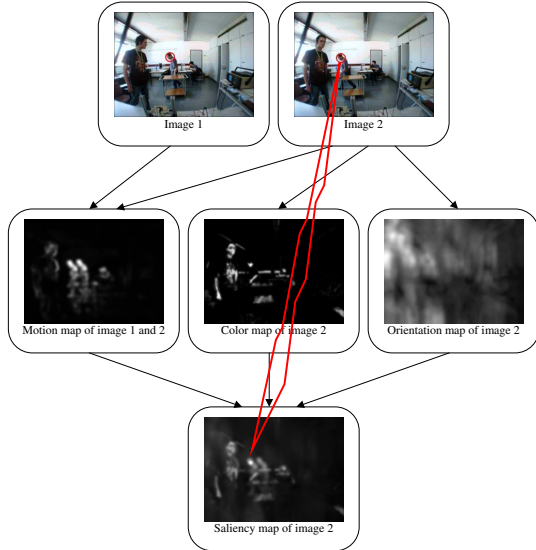 Image 1
Image 2
Motion map of image 1 and 2
Color map of image 2
Orientation map of image 2
Saliency map of image 2